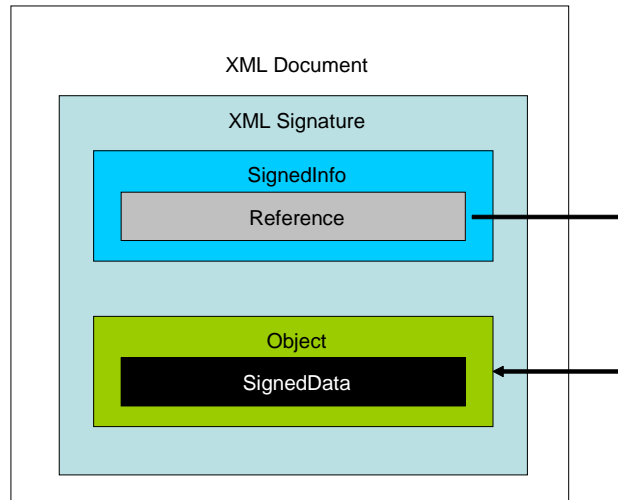 XML Document
XML Signature
SignedInfo
Reference
Object
SignedData